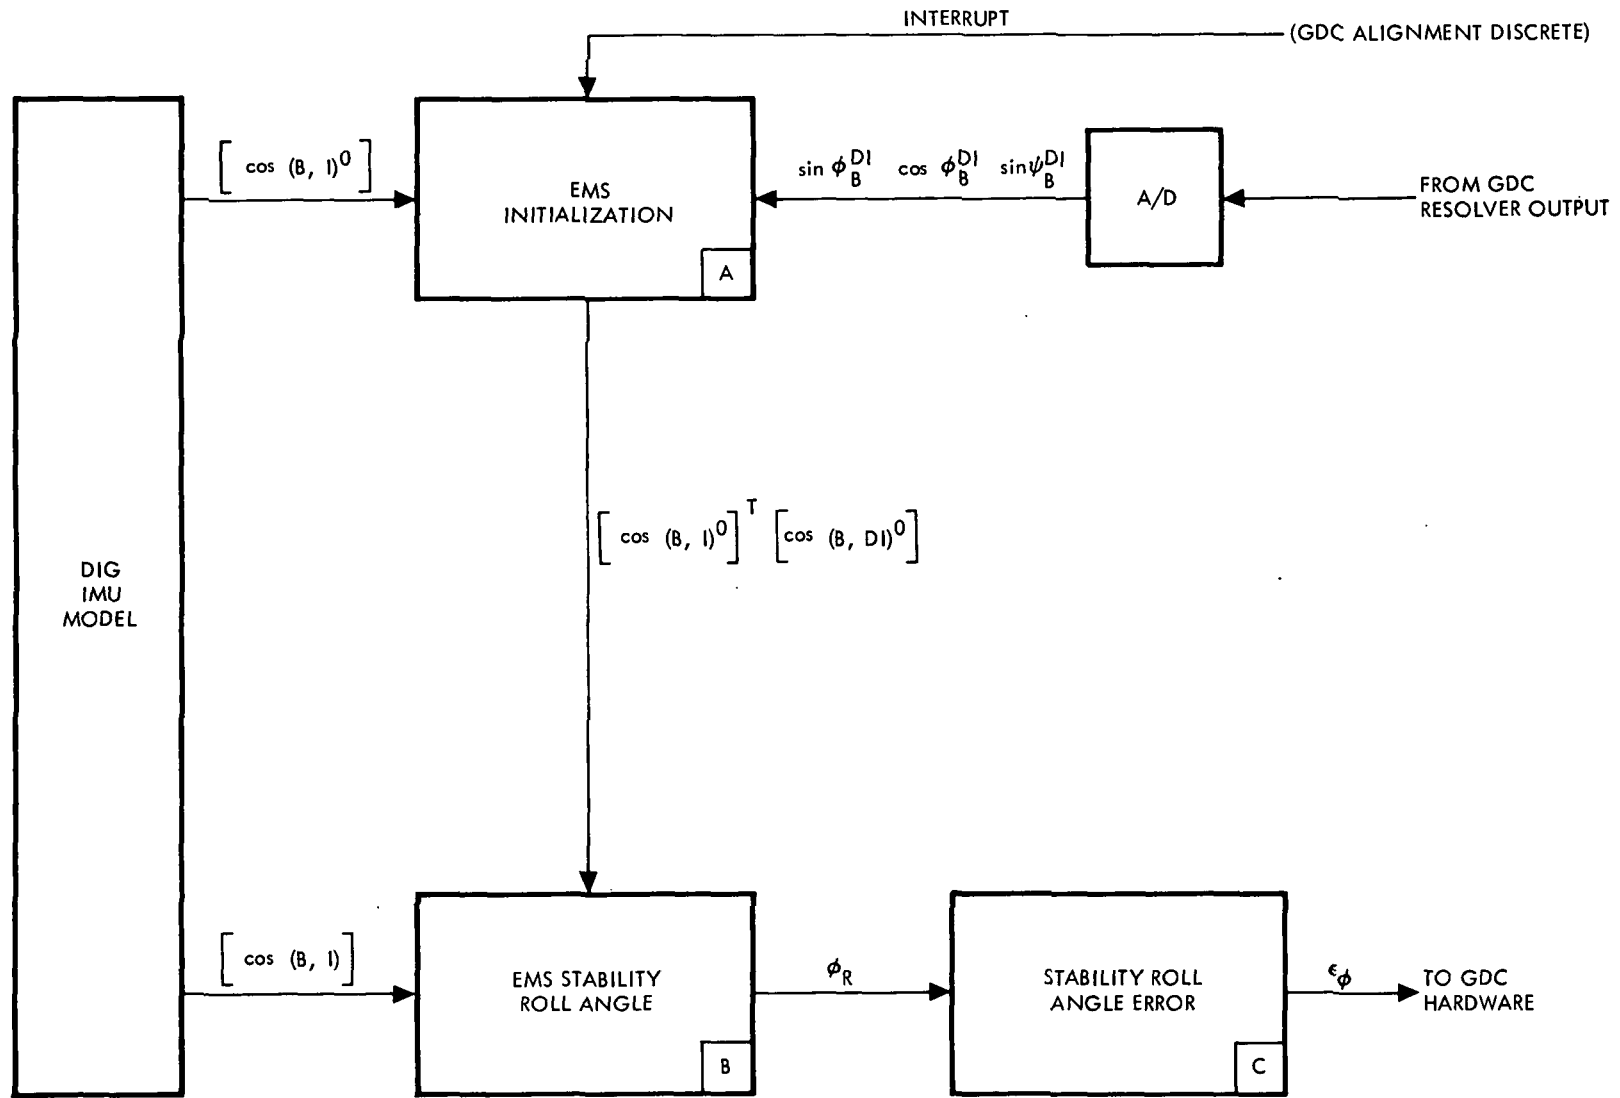 INTERRUPT
(GDC ALIGNMENT DISCRETE)
[ cos (B, I)⁰ ]
EMS
INITIALIZATION
A
sin ϕ_B^DI cos ϕ_B^DI sin ψ_B^DI
A/D
FROM GDC
RESOLVER OUTPUT
[ cos (B, I)⁰ ]^T [ cos (B, DI)⁰ ]
DIG
IMU
MODEL
[ cos (B, I) ]
EMS STABILITY
ROLL ANGLE
B
ϕ_R
STABILITY ROLL
ANGLE ERROR
C
ϵ_ϕ
TO GDC
HARDWARE